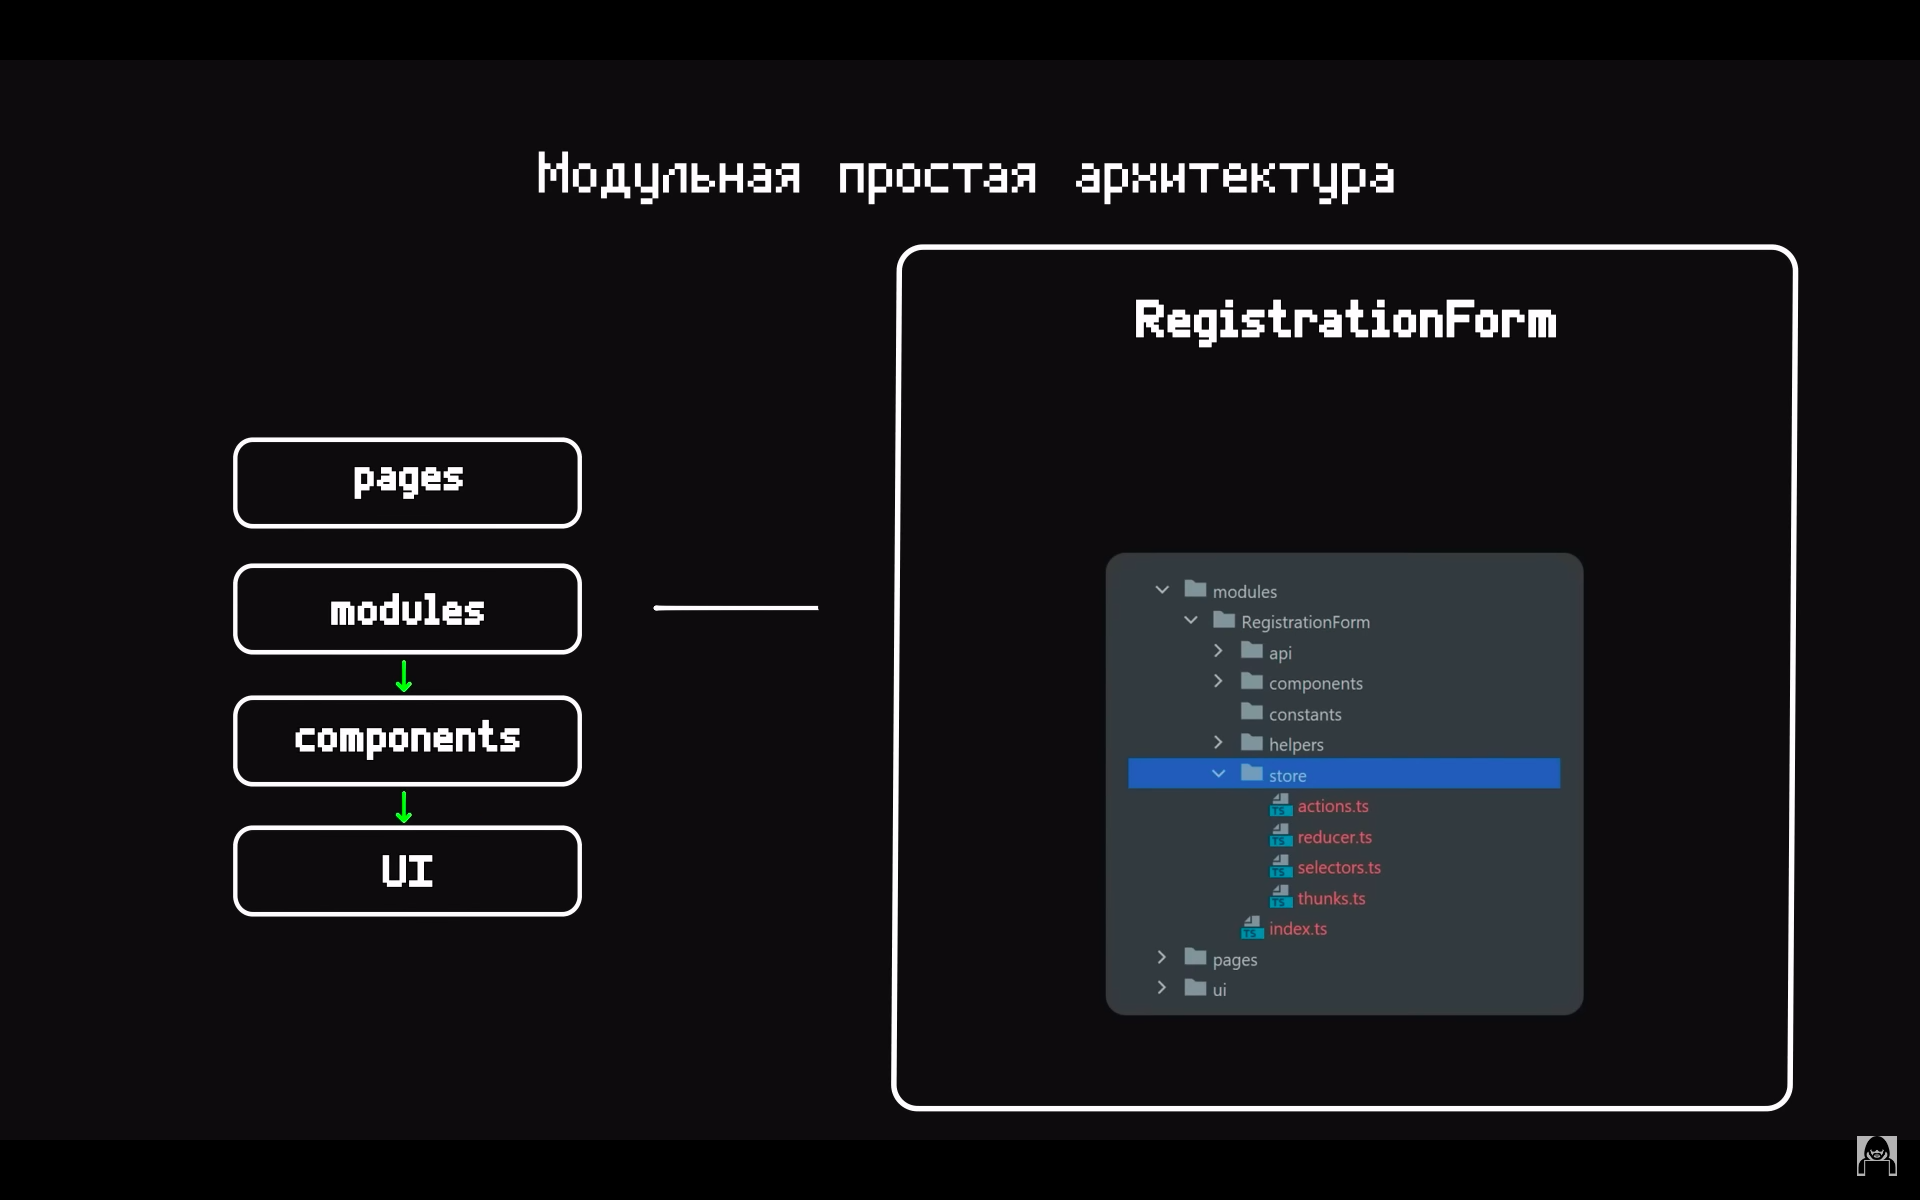 Модульная простая архитектура
RegistrationForm
pages
modules
components
UI
modules
RegistrationForm
api
components
constants
helpers
store
TS actions.ts
TS reducer.ts
TS selectors.ts
TS thunks.ts
TS index.ts
pages
ui